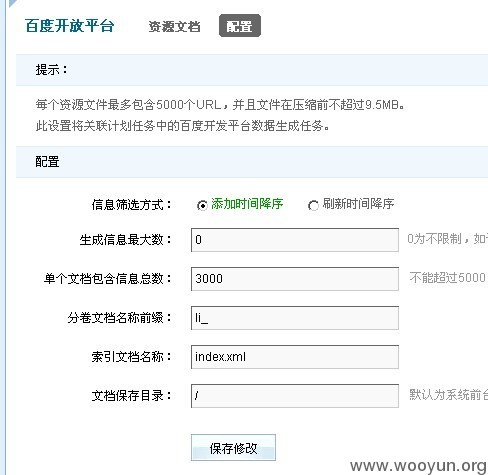 百度开放平台 资源文档 配置
提示：
每个资源文件最多包含5000个URL，并且文件在压缩前不超过9.5MB。
此设置将关联计划任务中的百度开发平台数据生成任务。
配置
信息筛选方式： 添加时间降序 刷新时间降序
生成信息最大数： 0 0为不限制，如
单个文档包含信息总数： 3000 不能超过5000
分卷文档名称前缀： li_
索引文档名称： index.xml
文档保存目录： / 默认为系统前台
保存修改
www.wooyun.org